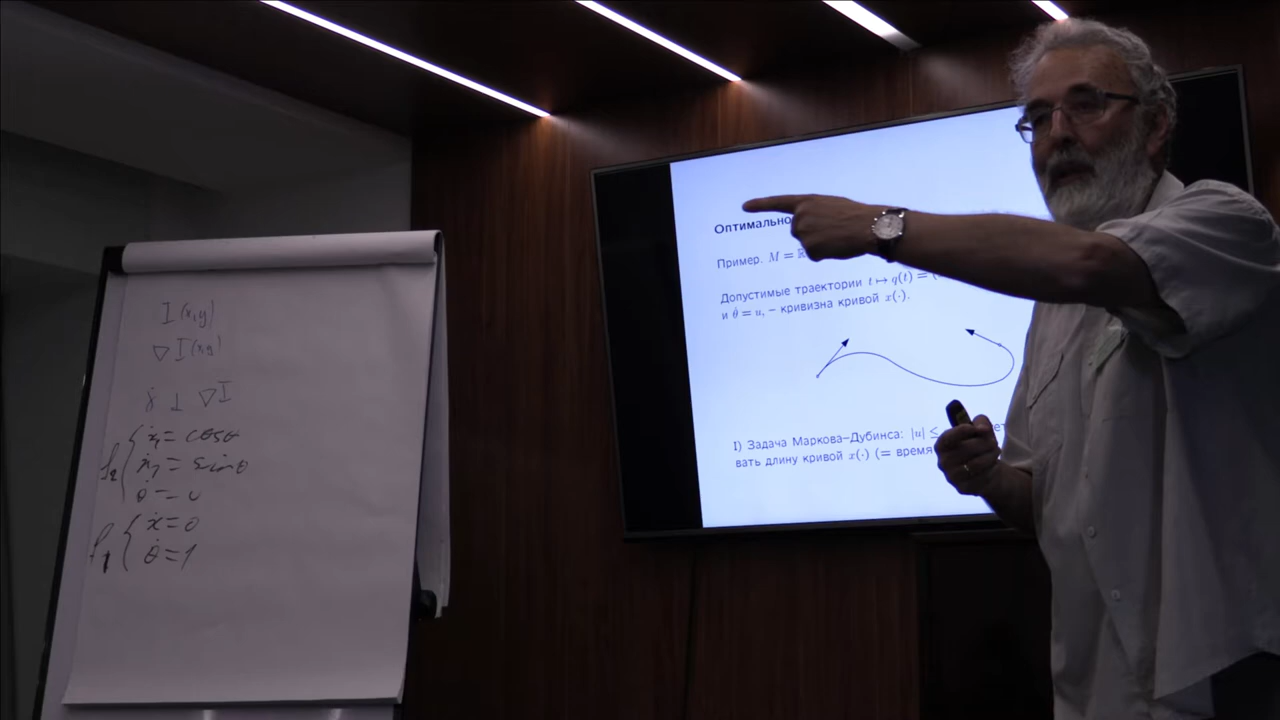 I(x,y)
∇I(x,y)
γ̇ ⊥ ∇I
ẋ₁ = cosθ
f₂ ẋ₂ = sinθ
θ̇ = u
ẋ = 0
f₁
θ̇ = 1
Оптимально
Пример. M =
Допустимые траектории t ↦ q(t) = (
и θ̇ = u, – кривизна кривой x(·).
I) Задача Маркова–Дубинса: |u| ≤
вать длину кривой x(·) (= время